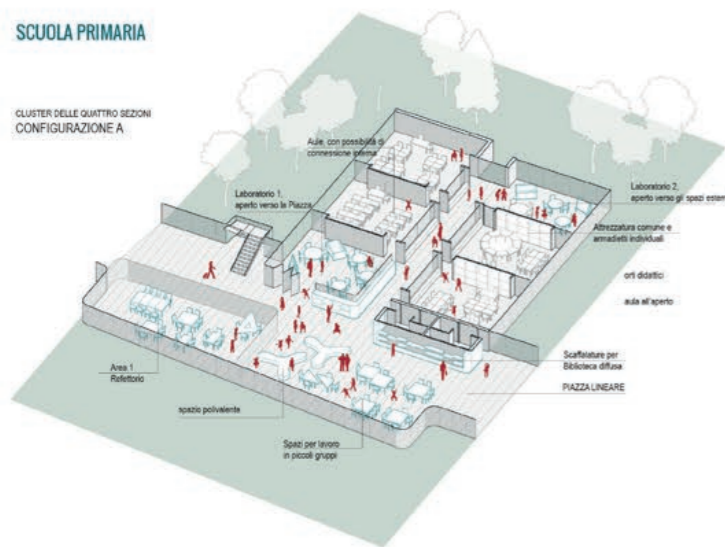 SCUOLA PRIMARIA
CLUSTER DELLE QUATTRO SEZIONI
CONFIGURAZIONE A
Aule, con possibilità di
connessione interna
Laboratorio 1,
aperto verso la Piazza
Laboratorio 2,
aperto verso gli spazi estern
Attrezzatura comune e
armadietti individuali
orti didattici
aula all'aperto
Scaffalature per
Biblioteca diffusa
PIAZZA LINEARE
Area 1
Refettorio
spazio polivalente
Spazi per lavoro
in piccoli gruppi